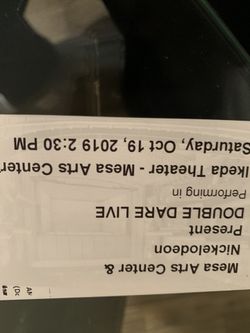 Mesa Arts Center &
Nickelodeon
Present
DOUBLE DARE LIVE
Performing in
Ikeda Theater - Mesa Arts Center
Saturday, Oct 19, 2019 2:30 PM